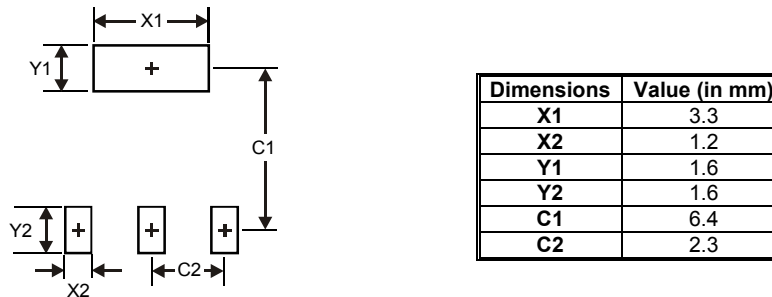 X1
Y1
C1
Y2
C2
X2
Dimensions Value (in mm)
X1 3.3
X2 1.2
Y1 1.6
Y2 1.6
C1 6.4
C2 2.3